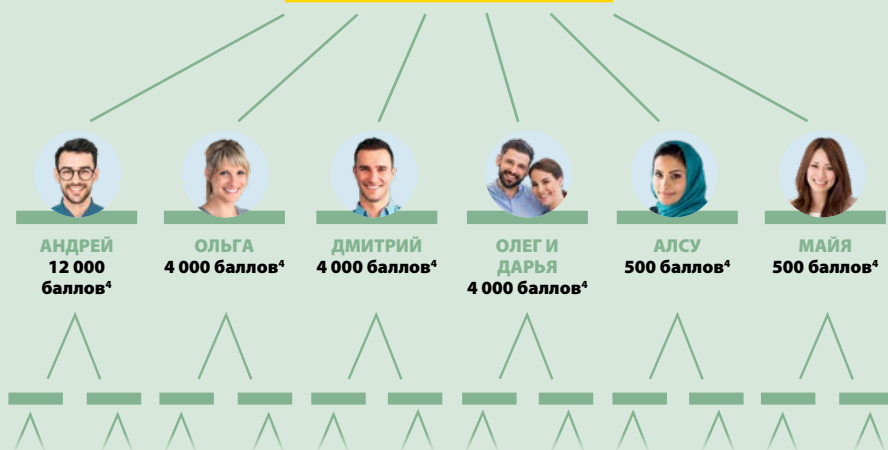 АНДРЕЙ
12 000
баллов⁴
ОЛЬГА
4 000 баллов⁴
ДМИТРИЙ
4 000 баллов⁴
ОЛЕГ И
ДАРЬЯ
4 000 баллов⁴
АЛСУ
500 баллов⁴
МАЙЯ
500 баллов⁴